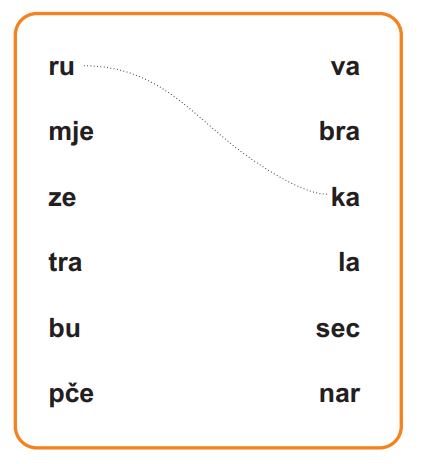 ru va
mje bra
ze ka
tra la
bu sec
pče nar